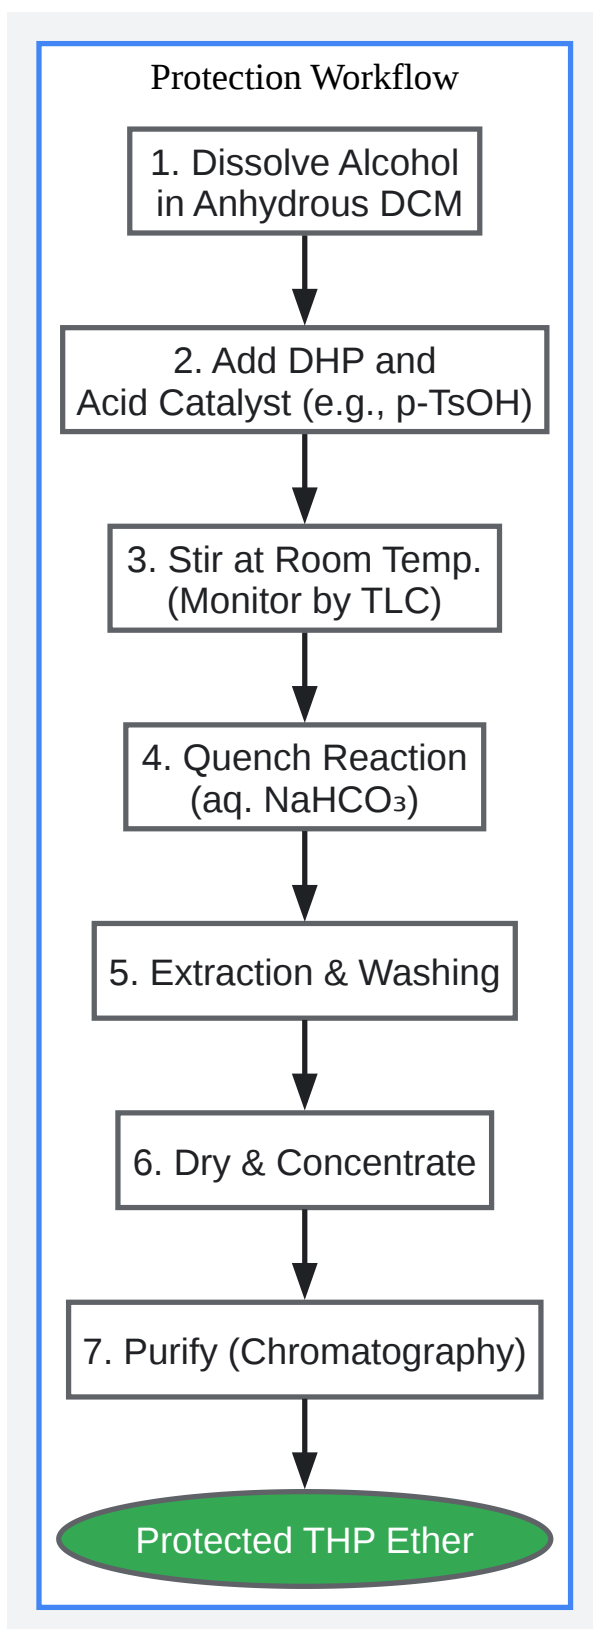 Protection Workflow
1. Dissolve Alcohol
in Anhydrous DCM
2. Add DHP and
Acid Catalyst (e.g., p-TsOH)
3. Stir at Room Temp.
(Monitor by TLC)
4. Quench Reaction
(aq. NaHCO₃)
5. Extraction & Washing
6. Dry & Concentrate
7. Purify (Chromatography)
Protected THP Ether